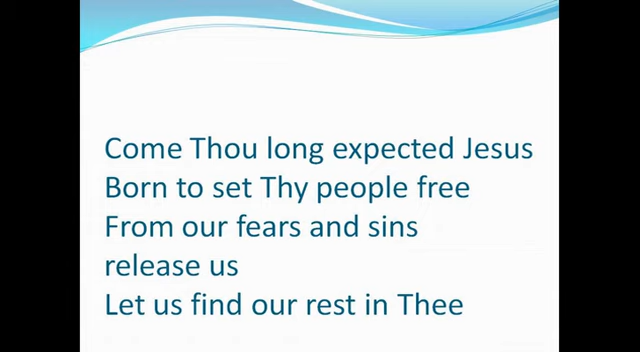 Come Thou long expected Jesus
Born to set Thy people free
From our fears and sins
release us
Let us find our rest in Thee